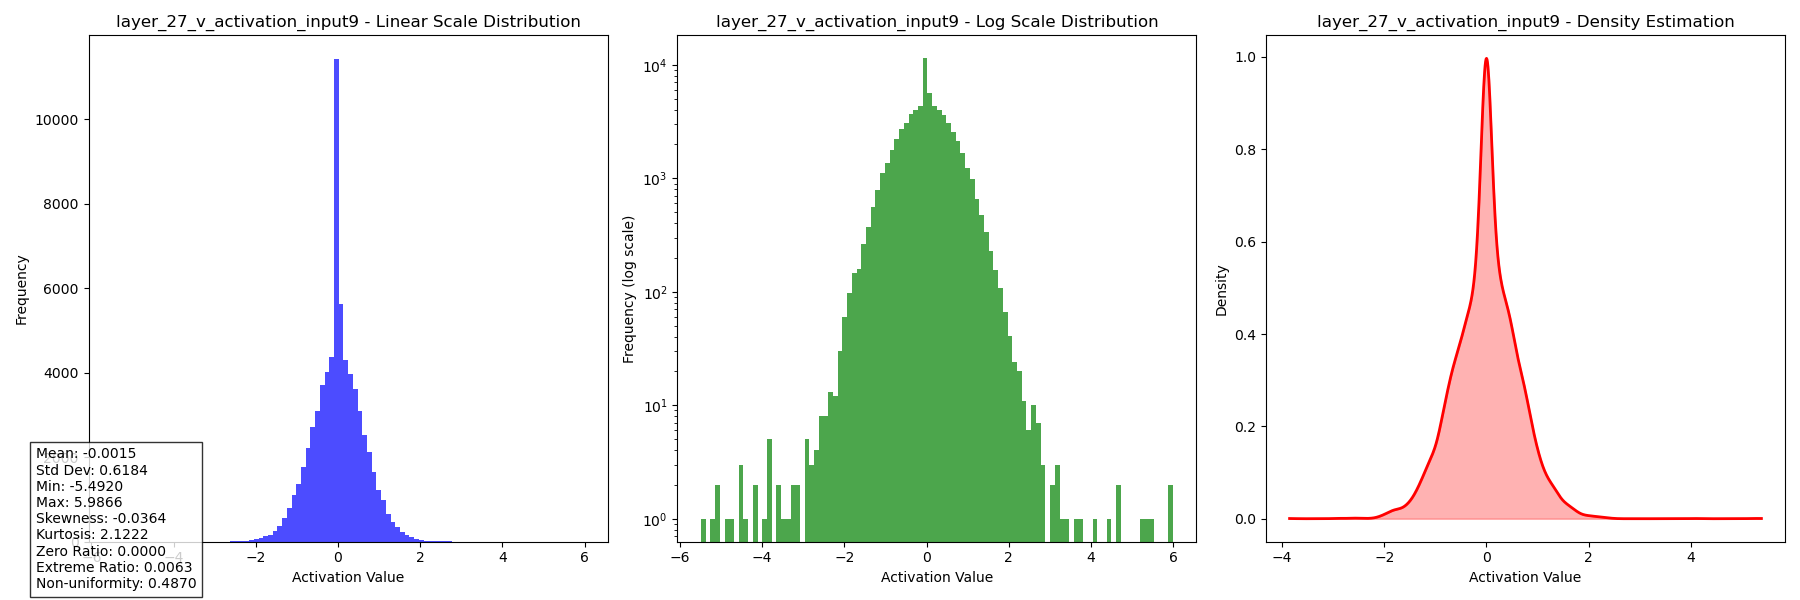 layer_27_v_activation_input9 - Linear Scale Distribution
Frequency
10000
8000
6000
4000
−2
0
2
4
6
Activation Value
Mean: -0.0015
Std Dev: 0.6184
Min: -5.4920
Max: 5.9866
Skewness: -0.0364
Kurtosis: 2.1222
Zero Ratio: 0.0000
Extreme Ratio: 0.0063
Non-uniformity: 0.4870
layer_27_v_activation_input9 - Log Scale Distribution
Frequency (log scale)
10⁴
10³
10²
10¹
10⁰
−6
−4
−2
0
2
4
6
Activation Value
layer_27_v_activation_input9 - Density Estimation
Density
1.0
0.8
0.6
0.4
0.2
0.0
−4
−2
0
2
4
Activation Value